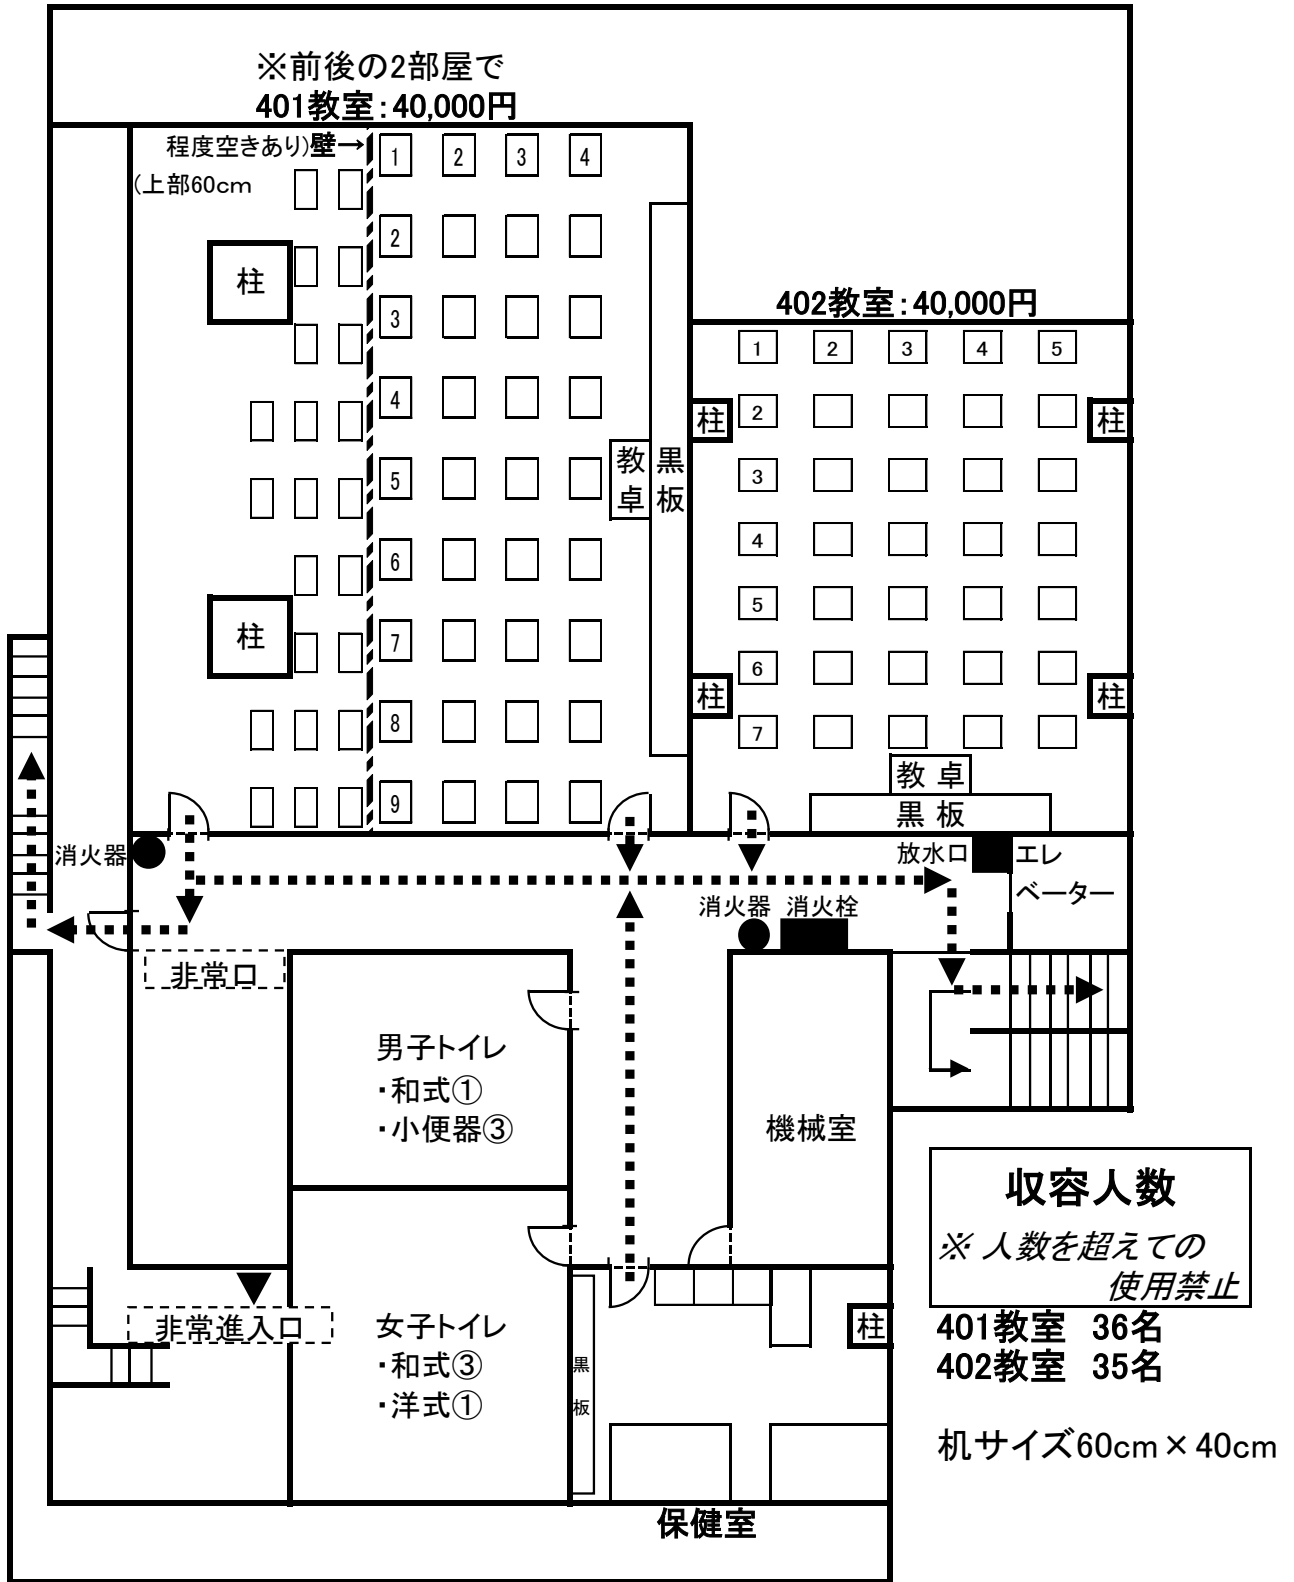 ※前後の2部屋で
401教室：40,000円
程度空きあり)壁→
(上部60cm
1 2 3 4
2
3
4
5
6
7
8
9
柱
柱
教卓
黒板
402教室：40,000円
1 2 3 4 5
2
3
4
5
6
7
柱
柱
柱
柱
教卓
黒板
消火器
放水口
エレ
ベーター
消火器 消火栓
非常口
男子トイレ
・和式①
・小便器③
機械室
非常進入口
女子トイレ
・和式③
・洋式①
黒板
柱
保健室
収容人数
※ 人数を超えての
使用禁止
401教室 36名
402教室 35名
机サイズ60cm×40cm